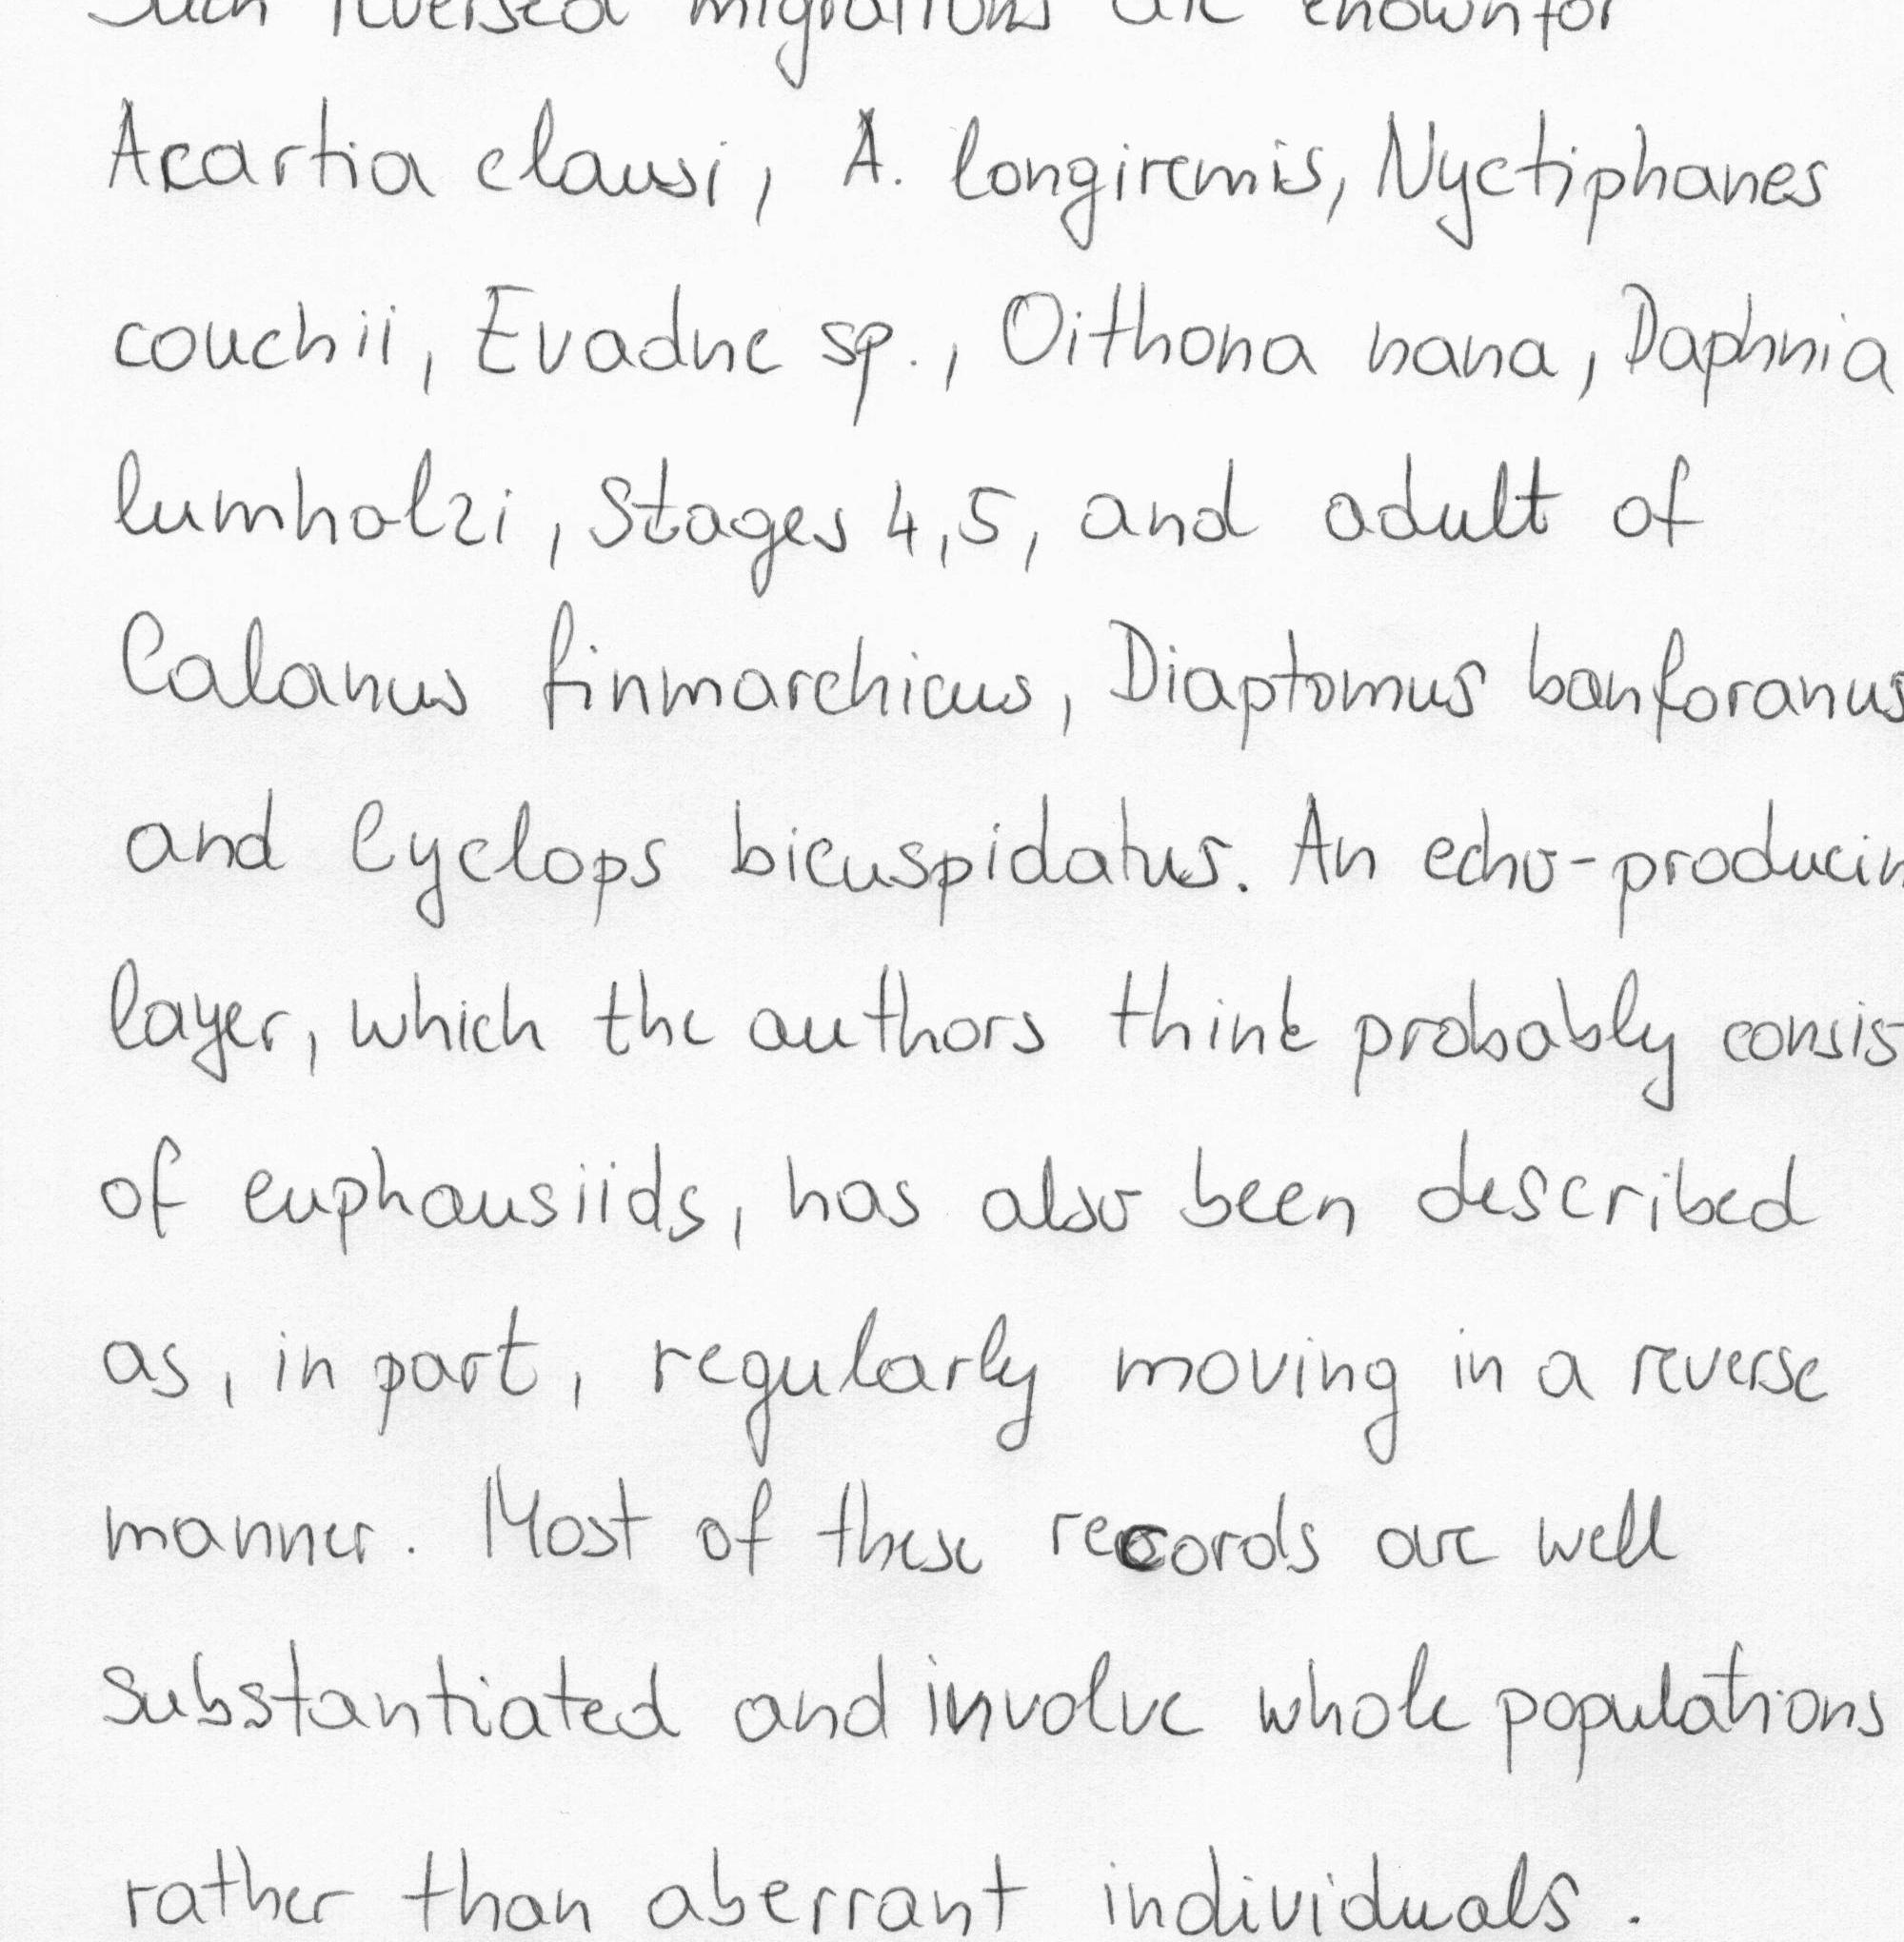 Such reversed migrations are known for
Acartia clausi, A. longiremis, Nyctiphanes
couchii, Evadne sp., Oithona nana, Daphnia
lumholzi, Stages 4,5, and adult of
Calanus finmarchicus, Diaptomus banforanus
and Cyclops bicuspidatus. An echo-producin
layer, which the authors think probably consis
of euphausiids, has also been described
as, in part, regularly moving in a reverse
manner. Most of these records are well
substantiated and involve whole populations
rather than aberrant individuals.